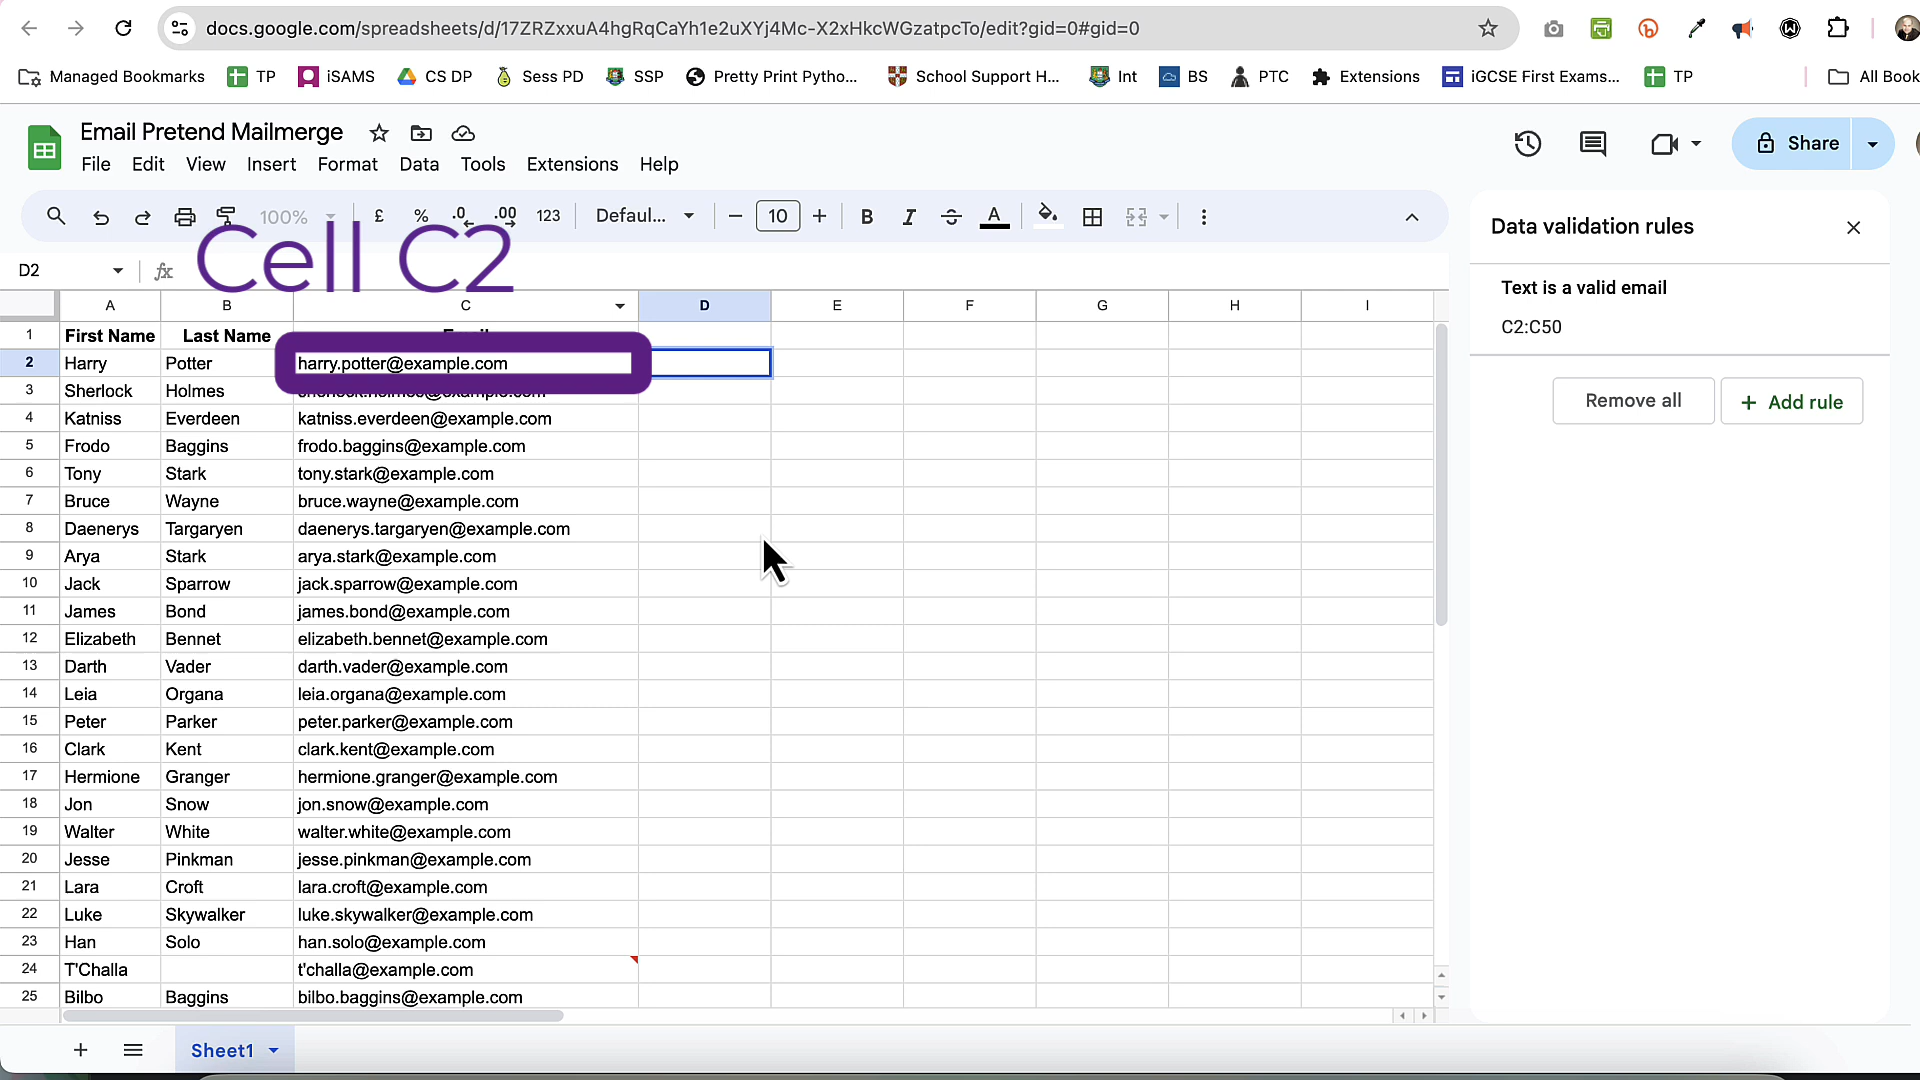 docs.google.com/spreadsheets/d/17ZRZxxuA4hgRqCaYh1e2uXYj4Mc-X2xHkcWGzatpcTo/edit?gid=0#gid=0
Managed Bookmarks TP iSAMS CS DP Sess PD SSP Pretty Print Pytho... School Support H... Int BS PTC Extensions iGCSE First Exams... TP All Book
Email Pretend Mailmerge
File Edit View Insert Format Data Tools Extensions Help
Share
100% £ % .0 .00 123 Defaul... 10 B I A
Cell C2
D2 fx
A B C D E F G H I
1 First Name Last Name
2 Harry Potter harry.potter@example.com
3 Sherlock Holmes sherlock.holmes@example.com
4 Katniss Everdeen katniss.everdeen@example.com
5 Frodo Baggins frodo.baggins@example.com
6 Tony Stark tony.stark@example.com
7 Bruce Wayne bruce.wayne@example.com
8 Daenerys Targaryen daenerys.targaryen@example.com
9 Arya Stark arya.stark@example.com
10 Jack Sparrow jack.sparrow@example.com
11 James Bond james.bond@example.com
12 Elizabeth Bennet elizabeth.bennet@example.com
13 Darth Vader darth.vader@example.com
14 Leia Organa leia.organa@example.com
15 Peter Parker peter.parker@example.com
16 Clark Kent clark.kent@example.com
17 Hermione Granger hermione.granger@example.com
18 Jon Snow jon.snow@example.com
19 Walter White walter.white@example.com
20 Jesse Pinkman jesse.pinkman@example.com
21 Lara Croft lara.croft@example.com
22 Luke Skywalker luke.skywalker@example.com
23 Han Solo han.solo@example.com
24 T'Challa t'challa@example.com
25 Bilbo Baggins bilbo.baggins@example.com
Sheet1
Data validation rules
Text is a valid email
C2:C50
Remove all + Add rule